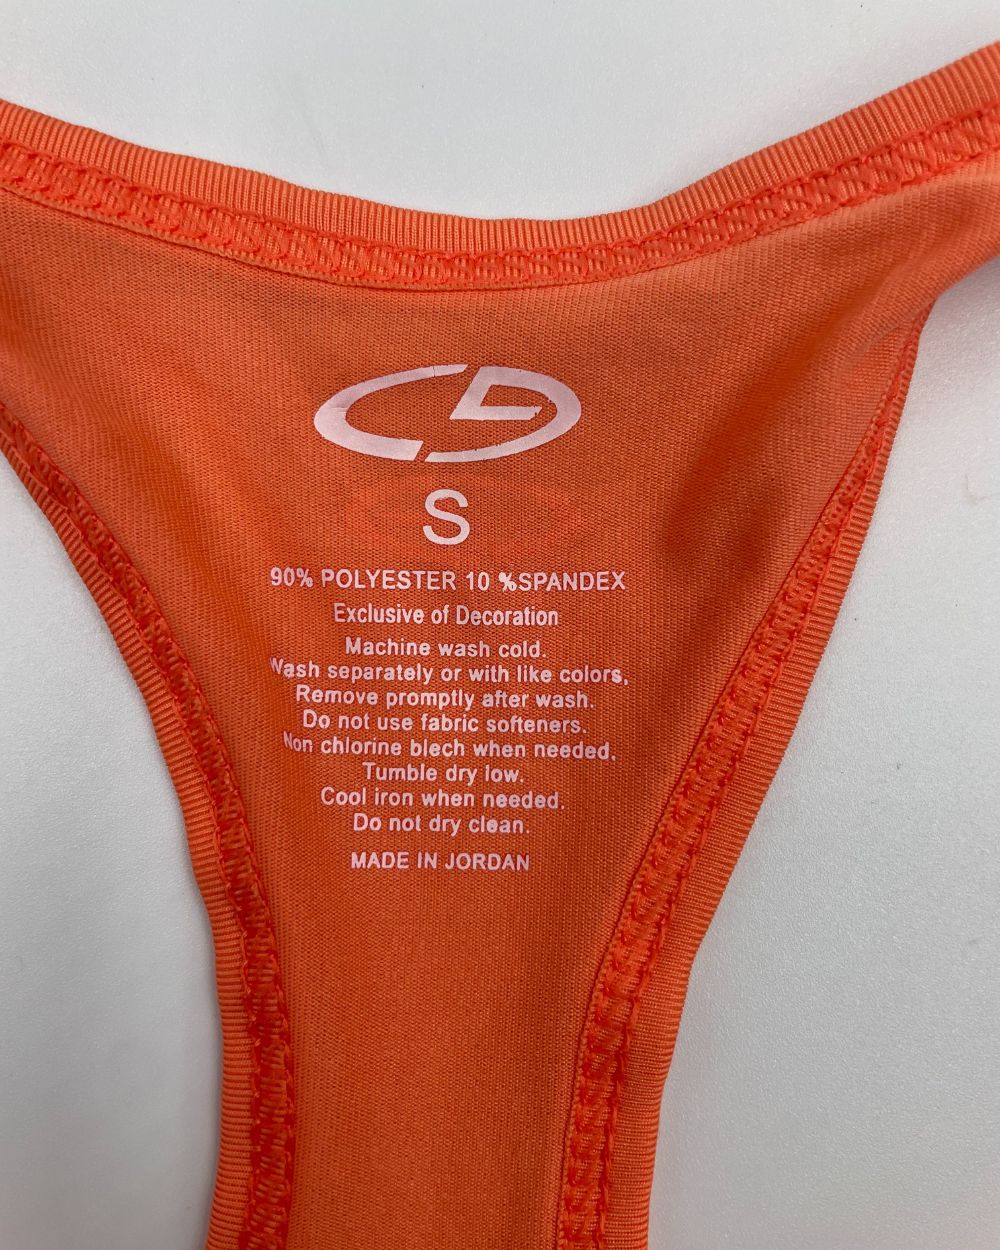 S
90% POLYESTER 10 %SPANDEX
Exclusive of Decoration
Machine wash cold.
Wash separately or with like colors,
Remove promptly after wash.
Do not use fabric softeners.
Non chlorine blech when needed,
Tumble dry low.
Cool iron when needed.
Do not dry clean.
MADE IN JORDAN